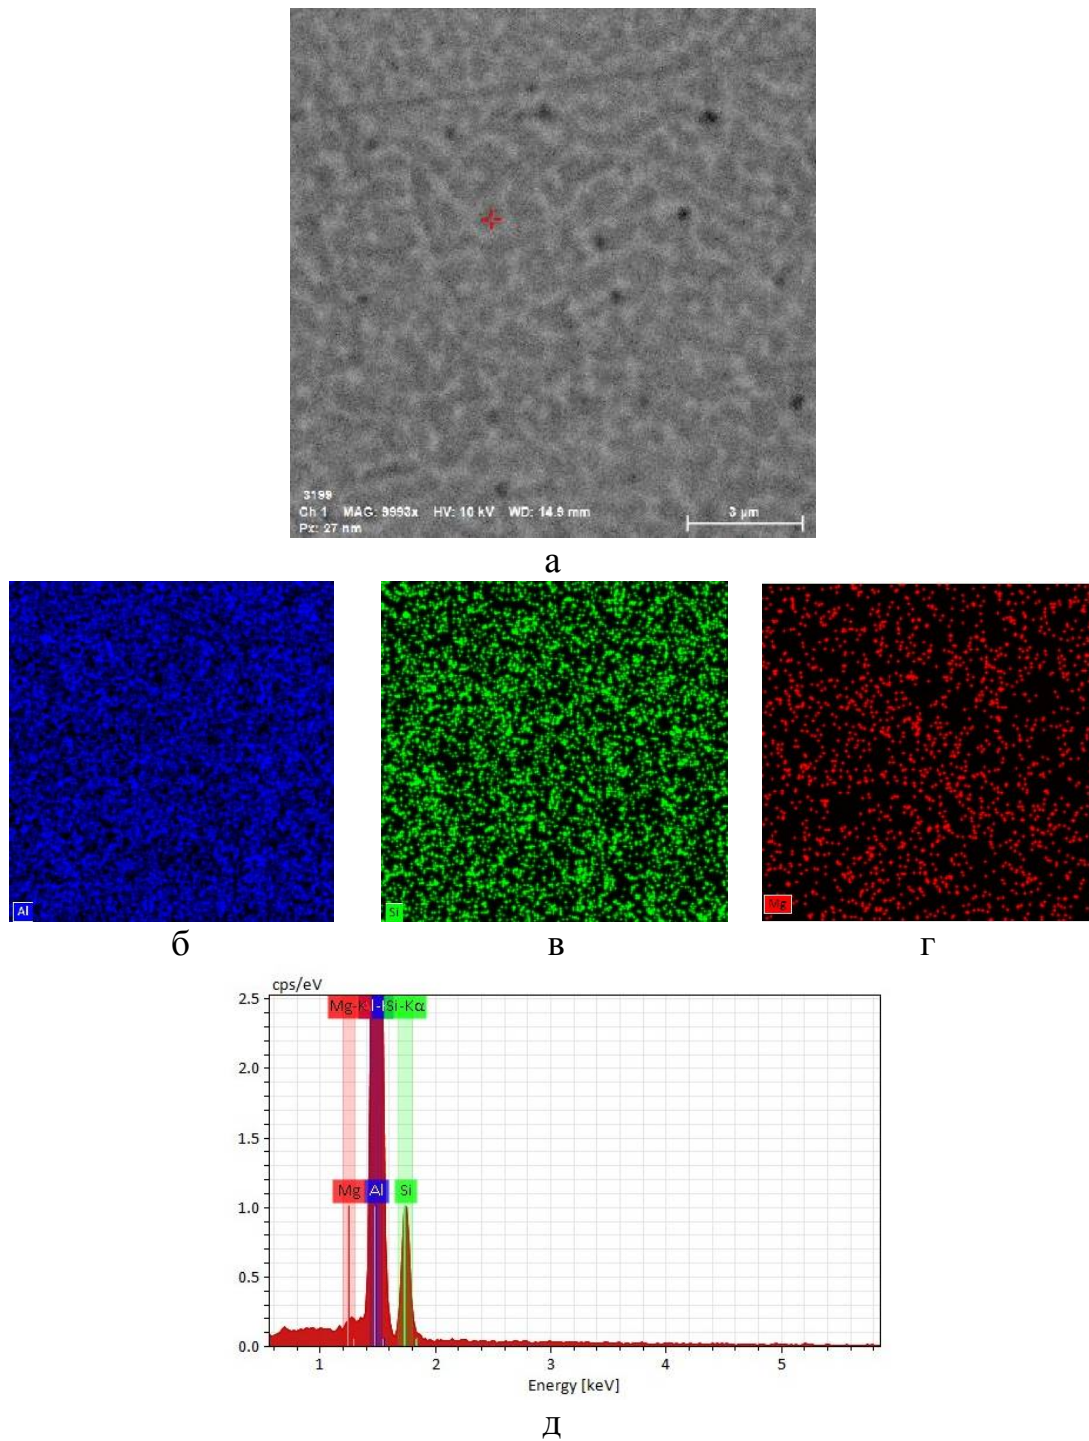 3199
Ch 1 MAG: 9993x HV: 10 kV WD: 14.9 mm
Px: 27 nm
3 µm
а
Al
Si
Mg
б
в
г
cps/eV
2.5
Si-Kα
2.0
1.5
Mg Al Si
1.0
0.5
0.0
1 2 3 4 5
Energy [keV]
д